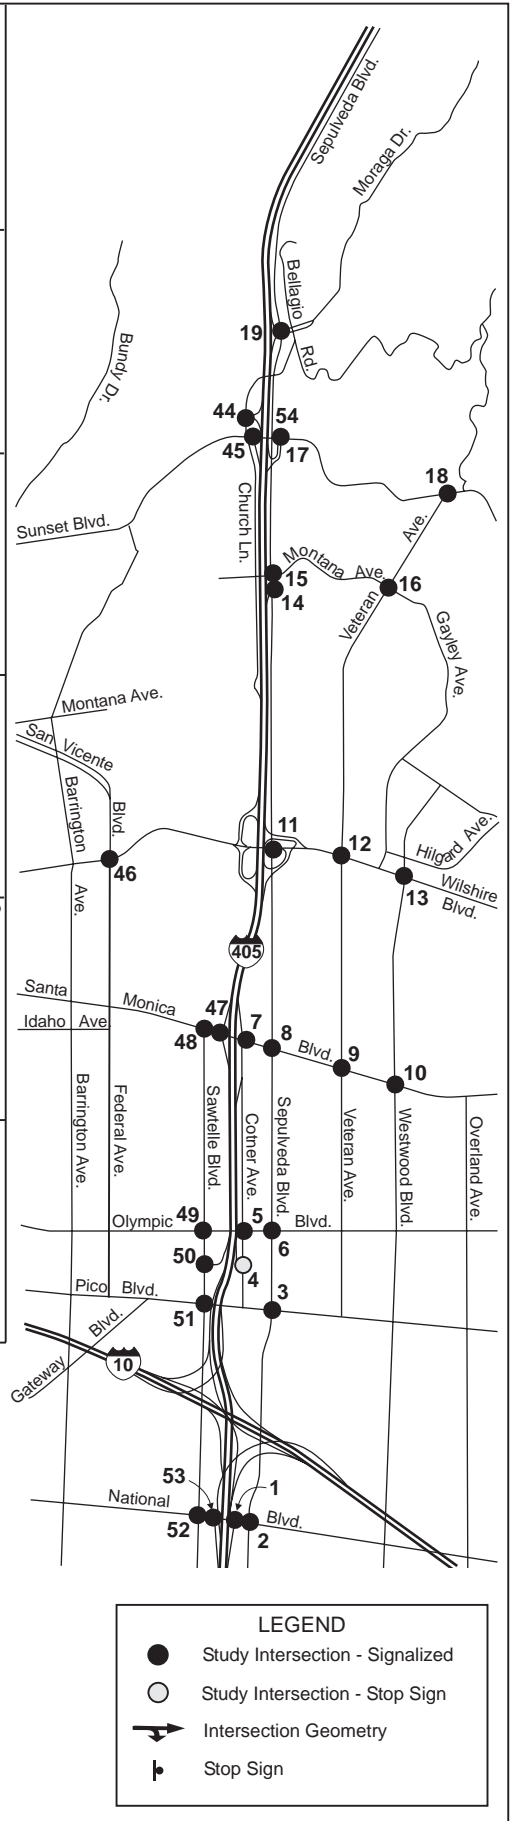 Sepulveda Blvd.
Moraga Dr.
Bellagio
Rd.
19
Bundy Dr.
44
54
45
17
18
Sunset Blvd.
Church Ln.
Ave.
Montana Ave.
15
14
16
Veteran
Gayley Ave.
Montana Ave.
San Vicente
Blvd.
Barrington
Ave.
11
12
Hilgard Ave.
46
13
Wilshire
Blvd.
405
Santa
Monica
47
7
8
Idaho Ave.
48
Blvd.
9
10
Barrington Ave.
Federal Ave.
Sawtelle Blvd.
Cotner Ave.
Sepulveda Blvd.
Veteran Ave.
Westwood Blvd.
Overland Ave.
49
5
Olympic
Blvd.
6
50
4
Pico Blvd.
3
51
Gateway Blvd.
10
53
1
National
Blvd.
52
2
LEGEND
Study Intersection - Signalized
Study Intersection - Stop Sign
Intersection Geometry
Stop Sign